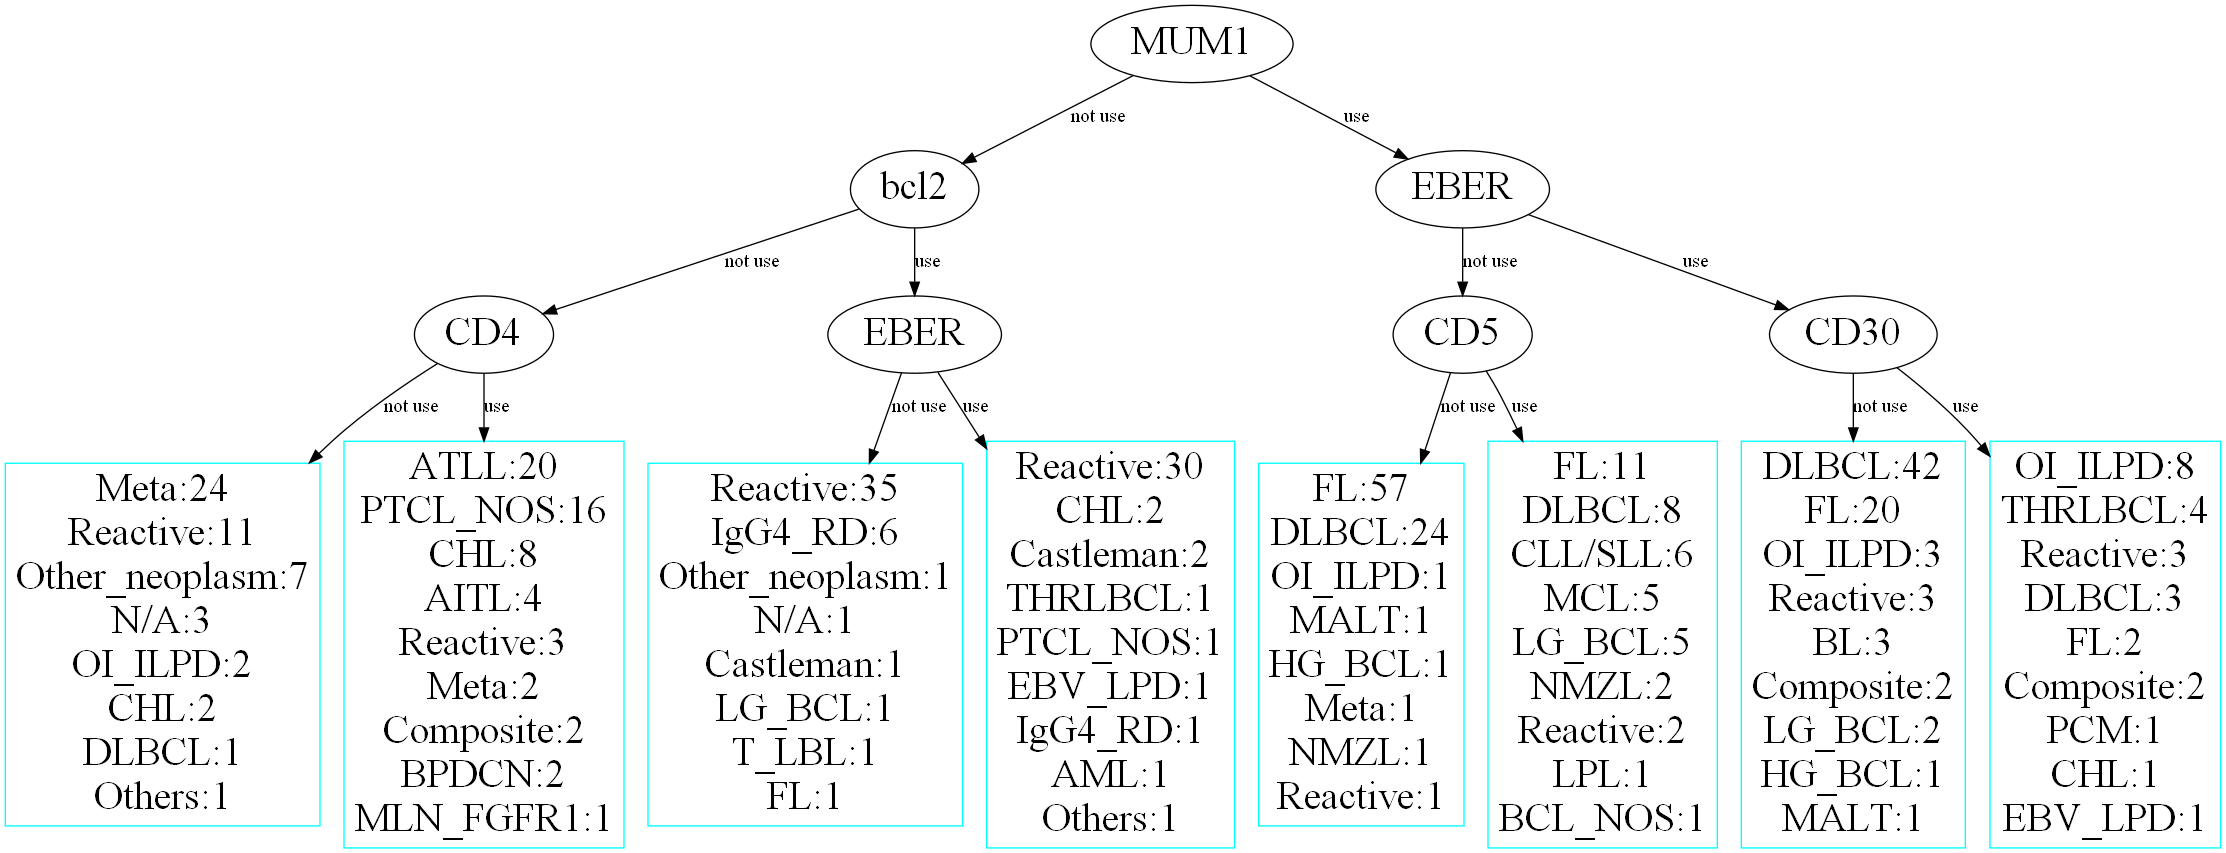 MUM1
not use
use
bcl2
EBER
not use
use
not use
use
CD4
EBER
CD5
CD30
not use
use
not use
use
not use
use
not use
use
Meta:24
Reactive:11
Other_neoplasm:7
N/A:3
OI_ILPD:2
CHL:2
DLBCL:1
Others:1
ATLL:20
PTCL_NOS:16
CHL:8
AITL:4
Reactive:3
Meta:2
Composite:2
BPDCN:2
MLN_FGFR1:1
Reactive:35
IgG4_RD:6
Other_neoplasm:1
N/A:1
Castleman:1
LG_BCL:1
T_LBL:1
FL:1
Reactive:30
CHL:2
Castleman:2
THRLBCL:1
PTCL_NOS:1
EBV_LPD:1
IgG4_RD:1
AML:1
Others:1
FL:57
DLBCL:24
OI_ILPD:1
MALT:1
HG_BCL:1
Meta:1
NMZL:1
Reactive:1
FL:11
DLBCL:8
CLL/SLL:6
MCL:5
LG_BCL:5
NMZL:2
Reactive:2
LPL:1
BCL_NOS:1
DLBCL:42
FL:20
OI_ILPD:3
Reactive:3
BL:3
Composite:2
LG_BCL:2
HG_BCL:1
MALT:1
OI_ILPD:8
THRLBCL:4
Reactive:3
DLBCL:3
FL:2
Composite:2
PCM:1
CHL:1
EBV_LPD:1